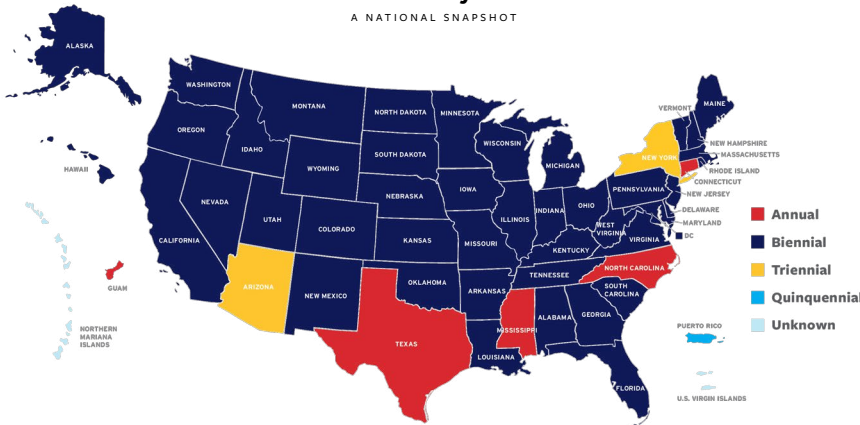 A NATIONAL SNAPSHOT
ALASKA
WASHINGTON
MONTANA
NORTH DAKOTA
MINNESOTA
VERMONT
MAINE
OREGON
IDAHO
WISCONSIN
NEW HAMPSHIRE
MASSACHUSETTS
SOUTH DAKOTA
NEW YORK
MICHIGAN
HAWAII
WYOMING
RHODE ISLAND
CONNECTICUT
IOWA
PENNSYLVANIA
NEW JERSEY
NEBRASKA
NEVADA
OHIO
INDIANA
ILLINOIS
DELAWARE
UTAH
MARYLAND
COLORADO
WEST
VIRGINIA
DC
CALIFORNIA
KANSAS
MISSOURI
VIRGINIA
KENTUCKY
NORTH CAROLINA
TENNESSEE
OKLAHOMA
ARKANSAS
SOUTH
CAROLINA
GUAM
ARIZONA
NEW MEXICO
GEORGIA
ALABAMA
MISSISSIPPI
NORTHERN
MARIANA
ISLANDS
TEXAS
LOUISIANA
FLORIDA
PUERTO RICO
U.S. VIRGIN ISLANDS
Annual
Biennial
Triennial
Quinquennial
Unknown